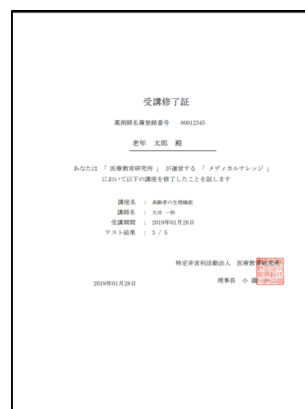 受講修了証
薬剤師名簿登録番号 00012345
老年 太郎 殿
あなたは 「 医療教育研究所 」 が運営する 「 メディカルナレッジ 」
において以下の講座を修了したことを証します
講座名 : 高齢者の生理機能
講師名 : 大井 一弥
受講期間 : 2019年01月28日
テスト結果 : 3 / 5
特定非営利活動法人 医療教育研究所
理事長 小
2019年01月28日